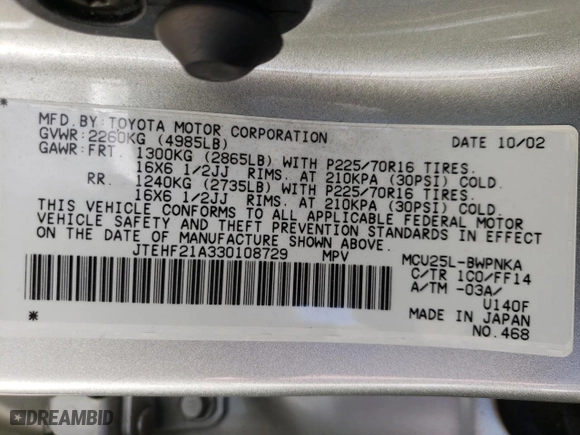 MFD.BY:TOYOTA MOTOR CORPORATION DATE 10/02
GVWR:2260KG (4985LB)
GAWR:FRT. 1300KG (2865LB) WITH P225/70R16 TIRES.
16X6 1/2JJ RIMS. AT 210KPA (30PSI) COLD.
RR. 1240KG (2735LB) WITH P225/70R16 TIRES.
16X6 1/2JJ RIMS. AT 210KPA (30PSI) COLD.
THIS VEHICLE CONFORMS TO ALL APPLICABLE FEDERAL MOTOR
VEHICLE SAFETY AND THEFT PREVENTION STANDARDS IN EFFECT
ON THE DATE OF MANUFACTURE SHOWN ABOVE.
JTEHF21A330108729 MPV MCU25L-BWPNKA
C/TR 1C0/FF14
A/TM -03A/
U140F
MADE IN JAPAN
NO.468
DREAMBID